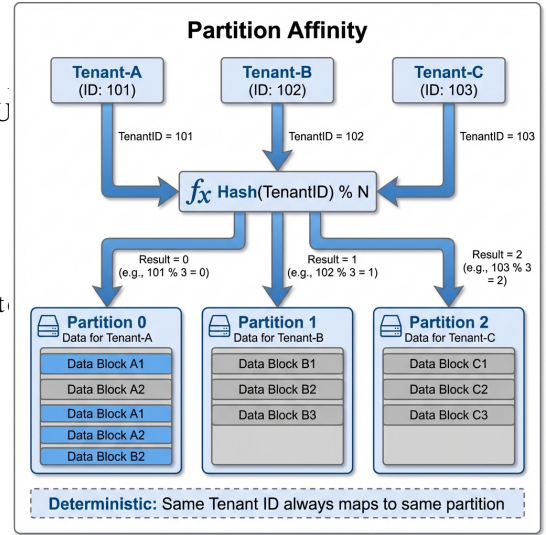 Partition Affinity
Tenant-A
(ID: 101)
Tenant-B
(ID: 102)
Tenant-C
(ID: 103)
TenantID = 101
TenantID = 102
TenantID = 103
fx Hash(TenantID) % N
Result = 0
(e.g., 101 % 3 = 0)
Result = 1
(e.g., 102 % 3 = 1)
Result = 2
(e.g., 103 % 3
= 2)
Partition 0
Data for Tenant-A
Data Block A1
Data Block A2
Data Block A1
Data Block A2
Data Block B2
Partition 1
Data for Tenant-B
Data Block B1
Data Block B2
Data Block B3
Partition 2
Data for Tenant-C
Data Block C1
Data Block C2
Data Block C3
Deterministic: Same Tenant ID always maps to same partition